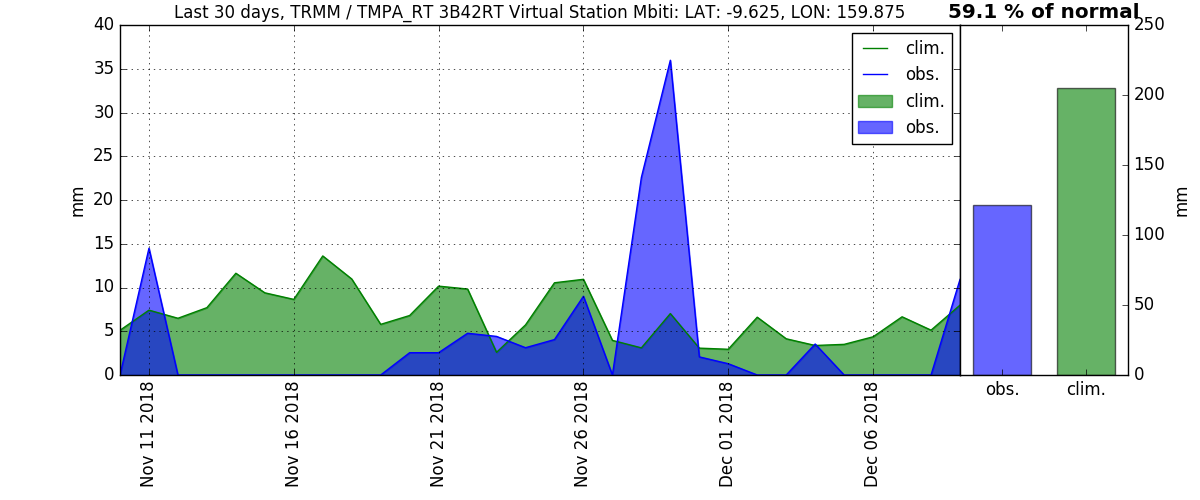 Last 30 days, TRMM / TMPA_RT 3B42RT Virtual Station Mbiti: LAT: -9.625, LON: 159.875
59.1 % of normal
40
35
30
25
20
15
10
5
0
mm
clim.
obs.
clim.
obs.
Nov 11 2018
Nov 16 2018
Nov 21 2018
Nov 26 2018
Dec 01 2018
Dec 06 2018
250
200
150
100
50
0
mm
obs.
clim.